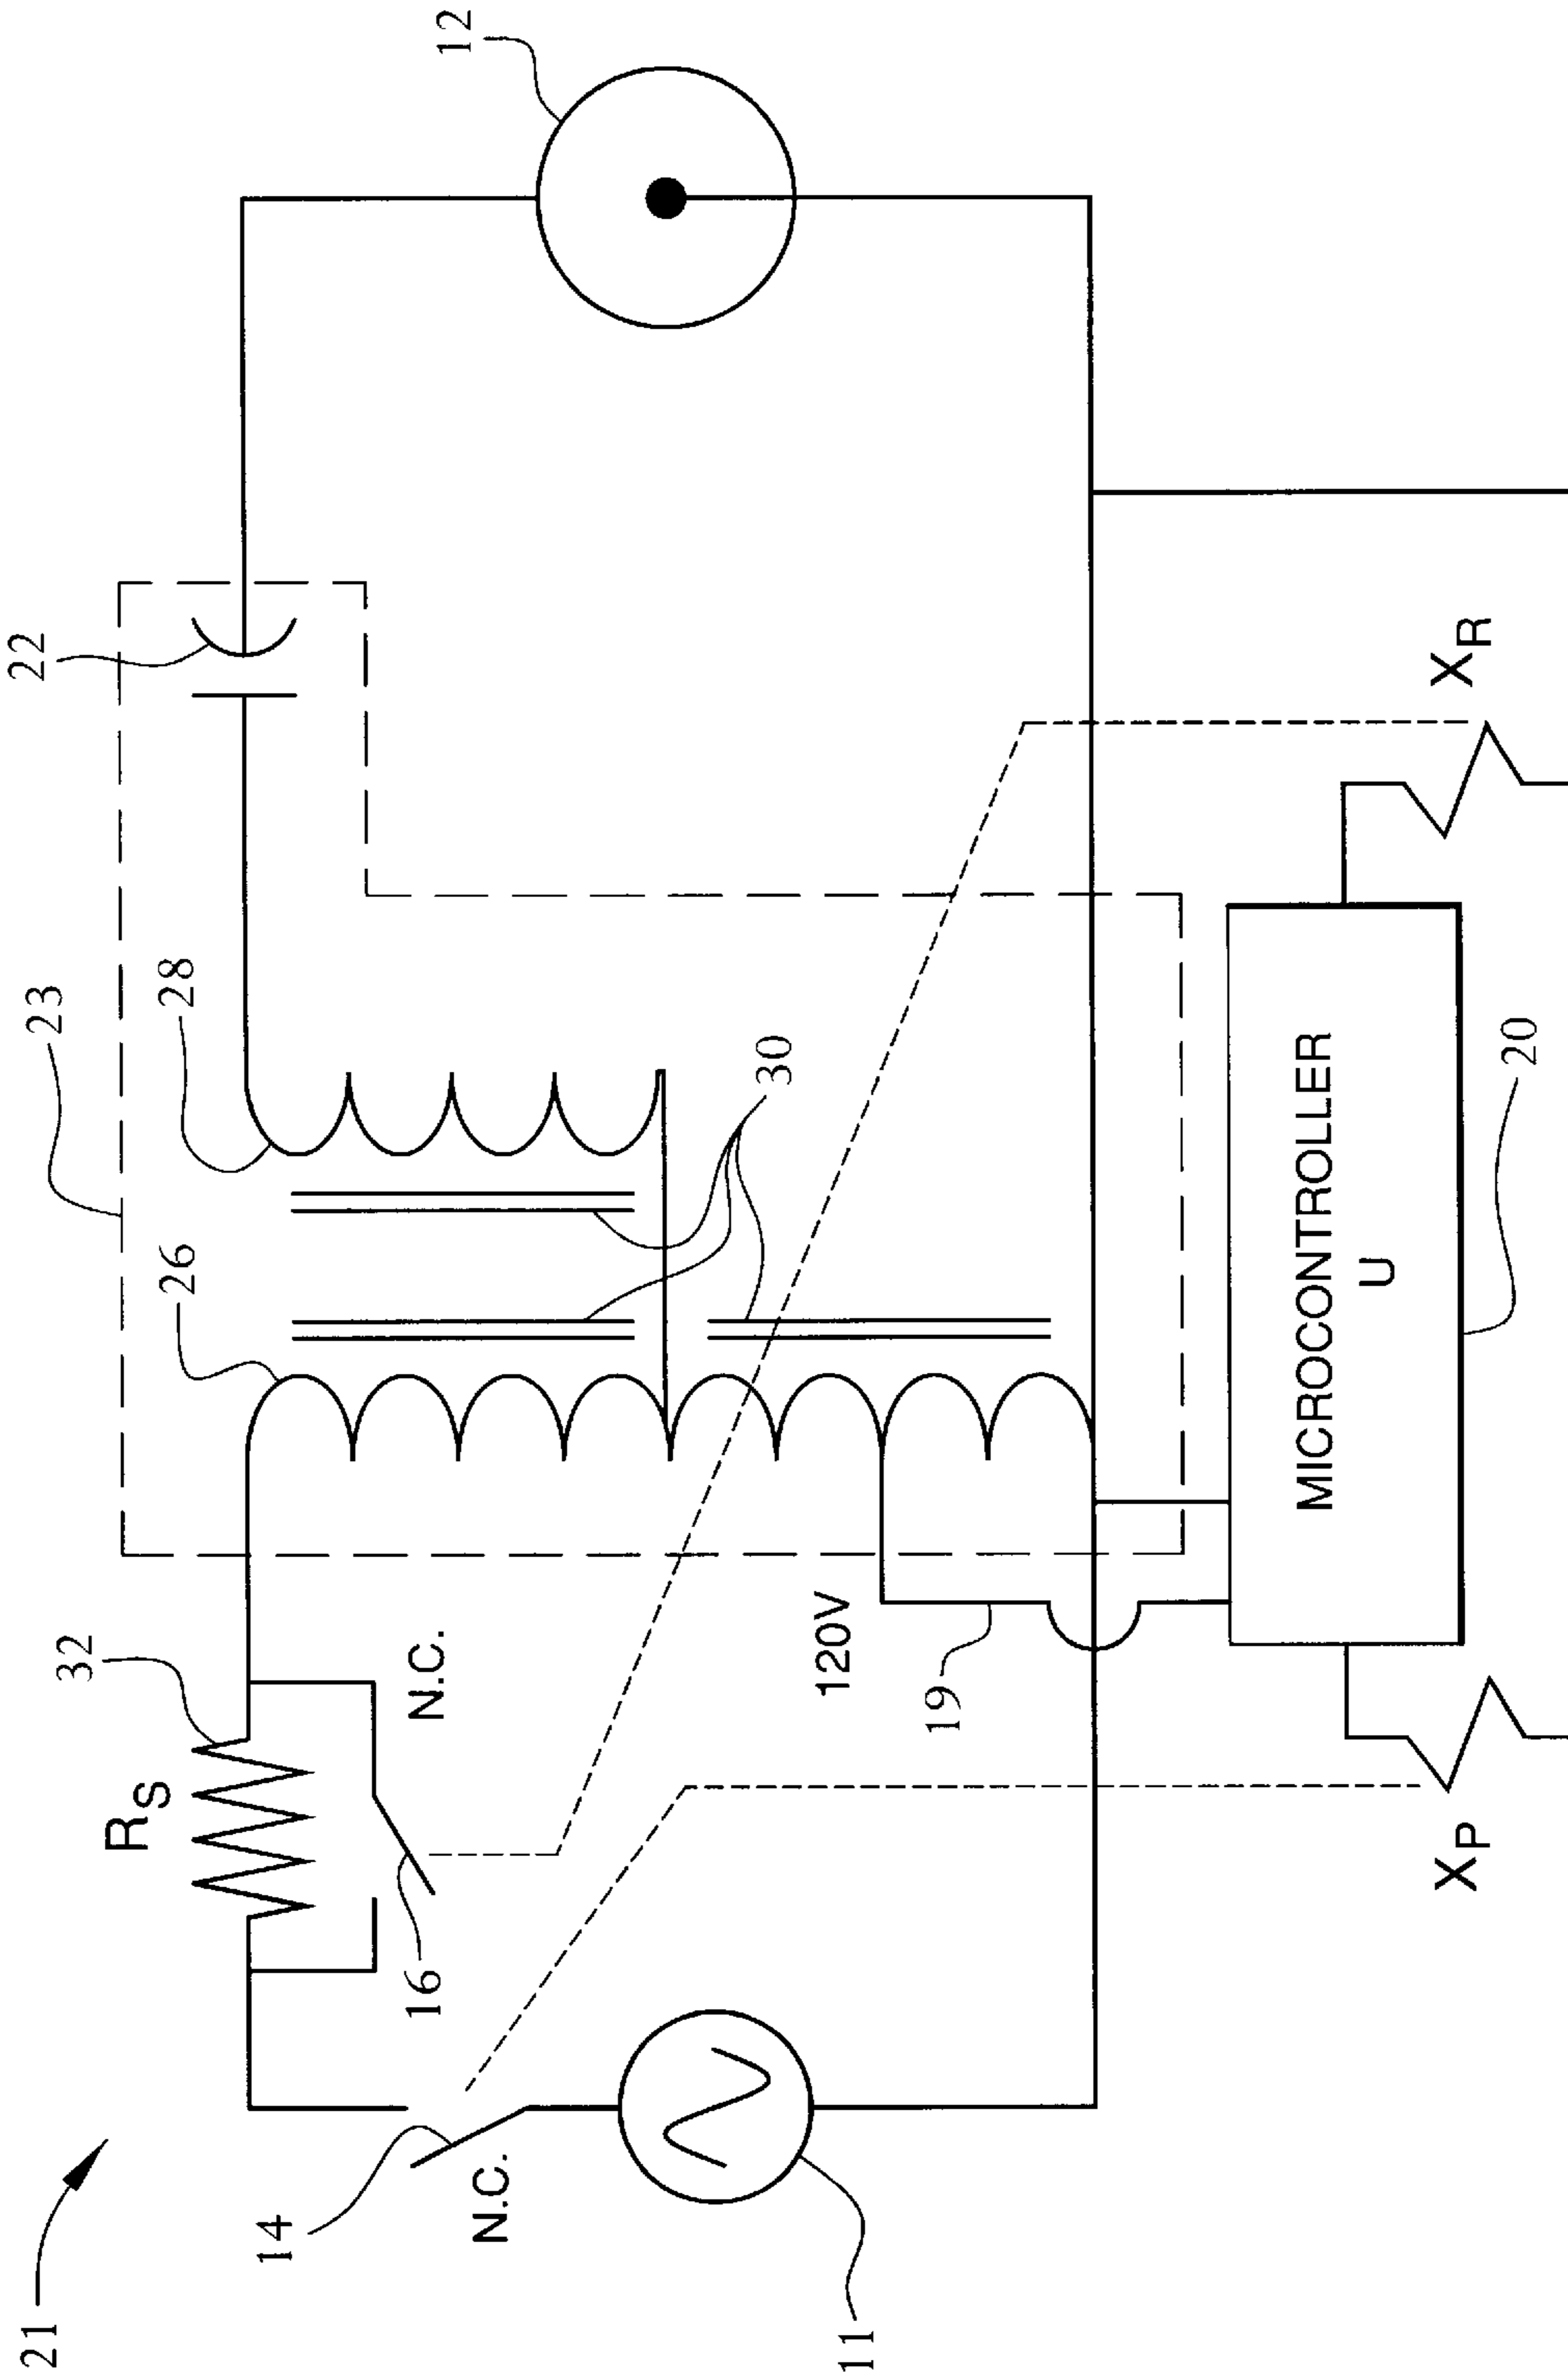 21
23
22
12
32
R_S
26
28
14
N.C.
16
N.C.
30
11
120V
19
X_P
MICROCONTROLLER
U
X_R
20